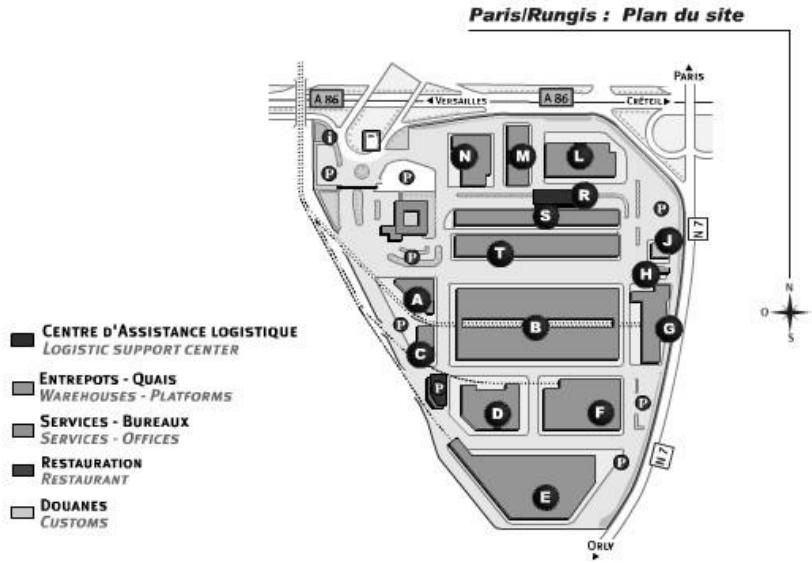 Paris/Rungis : Plan du site
PARIS
A 86
VERSAILLES
A 86
CRÉTEIL
i
N
M
L
P
P
R
P
S
J
N 7
T
P
H
A
N
O
S
P
B
G
C
P
D
F
P
N 7
P
E
ORLY
CENTRE D'ASSISTANCE LOGISTIQUE
LOGISTIC SUPPORT CENTER
ENTREPOTS - QUAIS
WAREHOUSES - PLATFORMS
SERVICES - BUREAUX
SERVICES - OFFICES
RESTAURATION
RESTAURANT
DOUANES
CUSTOMS